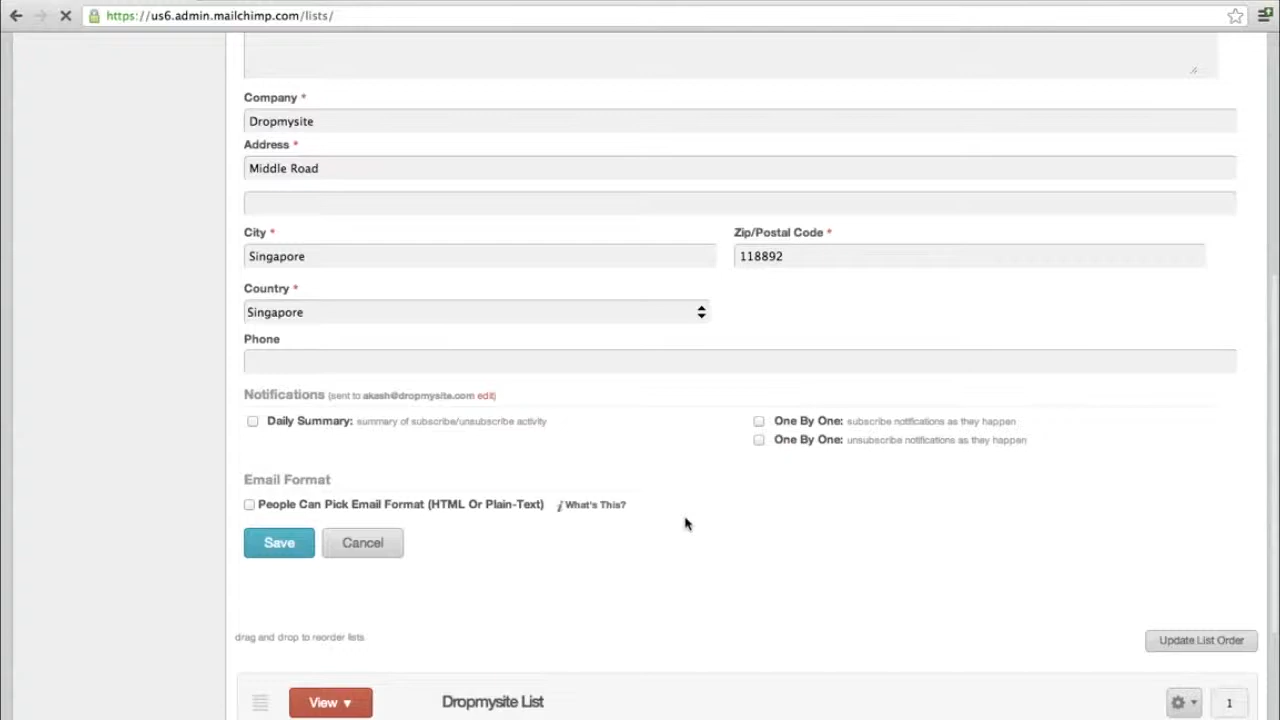 https://us6.admin.mailchimp.com/lists/
Company *
Dropmysite
Address *
Middle Road
City * Zip/Postal Code *
Singapore 118892
Country *
Singapore
Phone
Notifications (sent to akash@dropmysite.com edit)
Daily Summary: summary of subscribe/unsubscribe activity One By One: subscribe notifications as they happen
One By One: unsubscribe notifications as they happen
Email Format
People Can Pick Email Format (HTML Or Plain-Text) i What's This?
Save Cancel
drag and drop to reorder lists Update List Order
View ▾ Dropmysite List 1